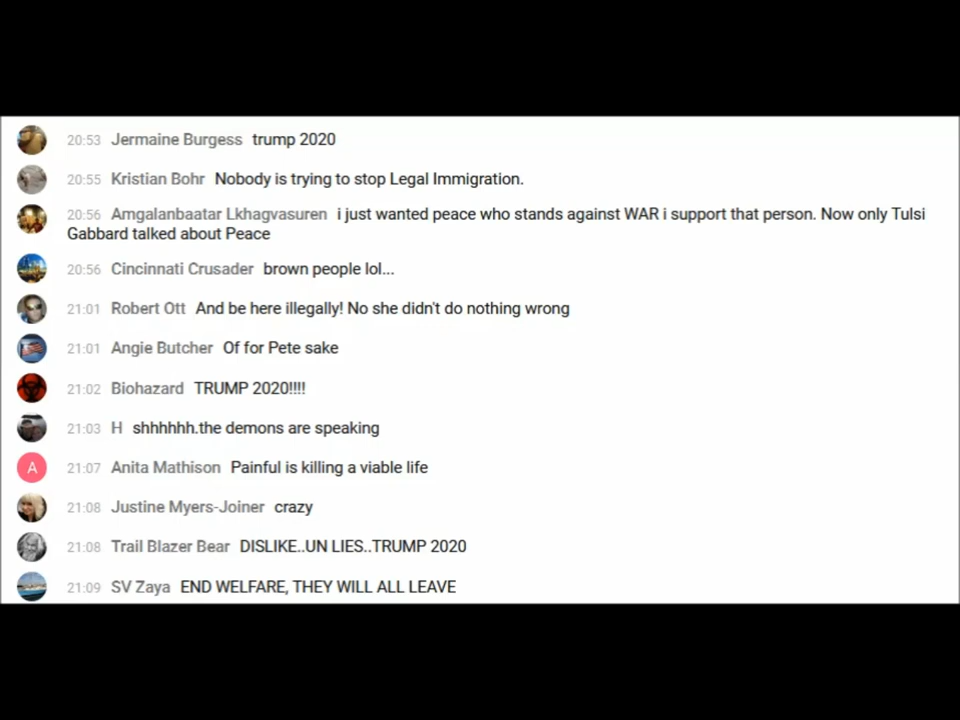 20:53 Jermaine Burgess trump 2020
20:55 Kristian Bohr Nobody is trying to stop Legal Immigration.
20:56 Amgalanbaatar Lkhagvasuren i just wanted peace who stands against WAR i support that person. Now only Tulsi
Gabbard talked about Peace
20:56 Cincinnati Crusader brown people lol...
21:01 Robert Ott And be here illegally! No she didn't do nothing wrong
21:01 Angie Butcher Of for Pete sake
21:02 Biohazard TRUMP 2020!!!!
21:03 H shhhhhh.the demons are speaking
A 21:07 Anita Mathison Painful is killing a viable life
21:08 Justine Myers-Joiner crazy
21:08 Trail Blazer Bear DISLIKE..UN LIES..TRUMP 2020
21:09 SV Zaya END WELFARE, THEY WILL ALL LEAVE